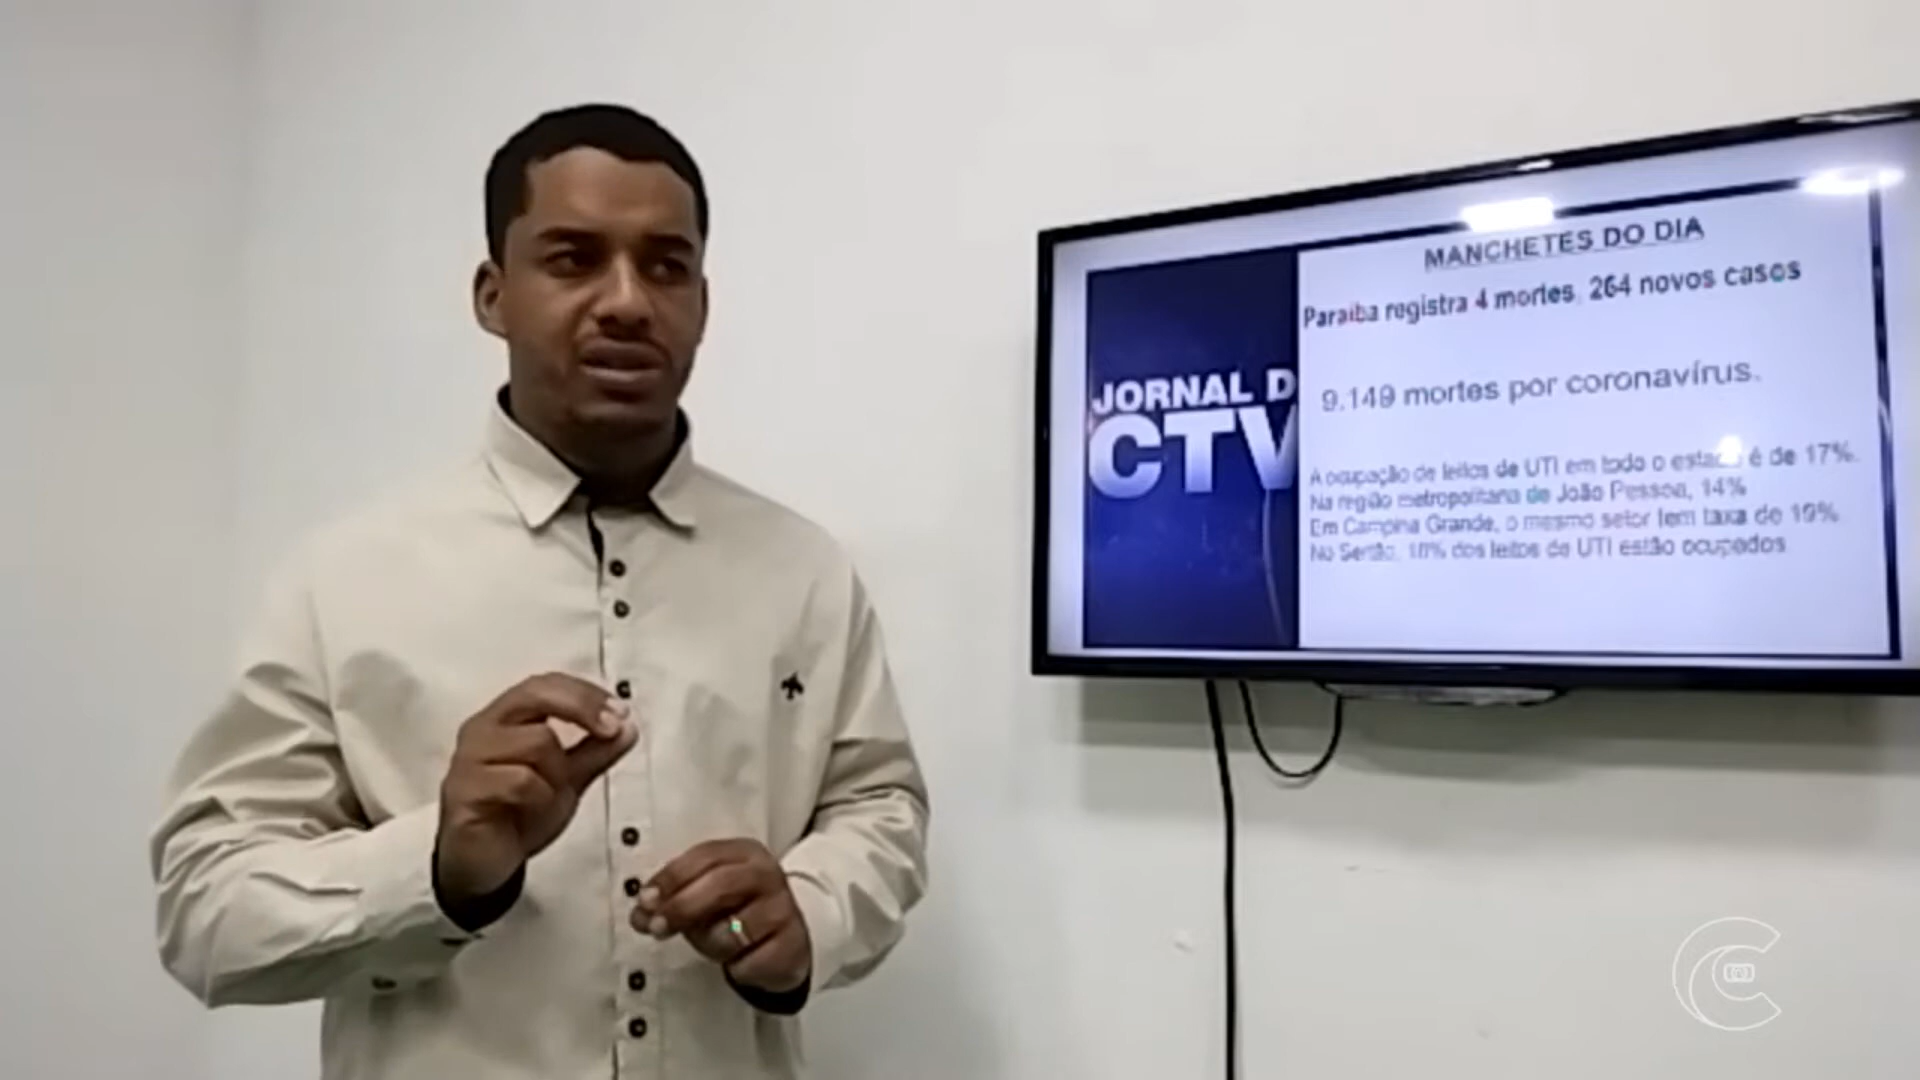 MANCHETES DO DIA
Paraíba registra 4 mortes, 264 novos casos
9.149 mortes por coronavírus.
JORNAL D
CTV
A ocupação de leitos de UTI em todo o estado é de 17%.
Na região metropolitana de João Pessoa, 14%
Em Campina Grande, o mesmo setor tem taxa de 19%
No Sertão, 18% dos leitos de UTI estão ocupados